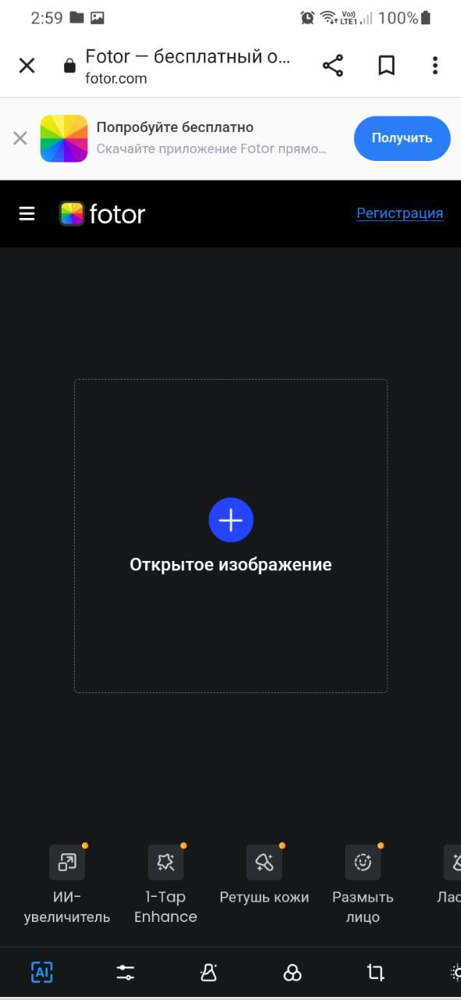 2:59
Vo)) LTE1
100%
Fotor — бесплатный о...
fotor.com
Попробуйте бесплатно
Скачайте приложение Fotor прямо...
Получить
fotor
Регистрация
Открытое изображение
ИИ-
увеличитель
1-Tap
Enhance
Ретушь кожи
Размыть
лицо
Лас
AI